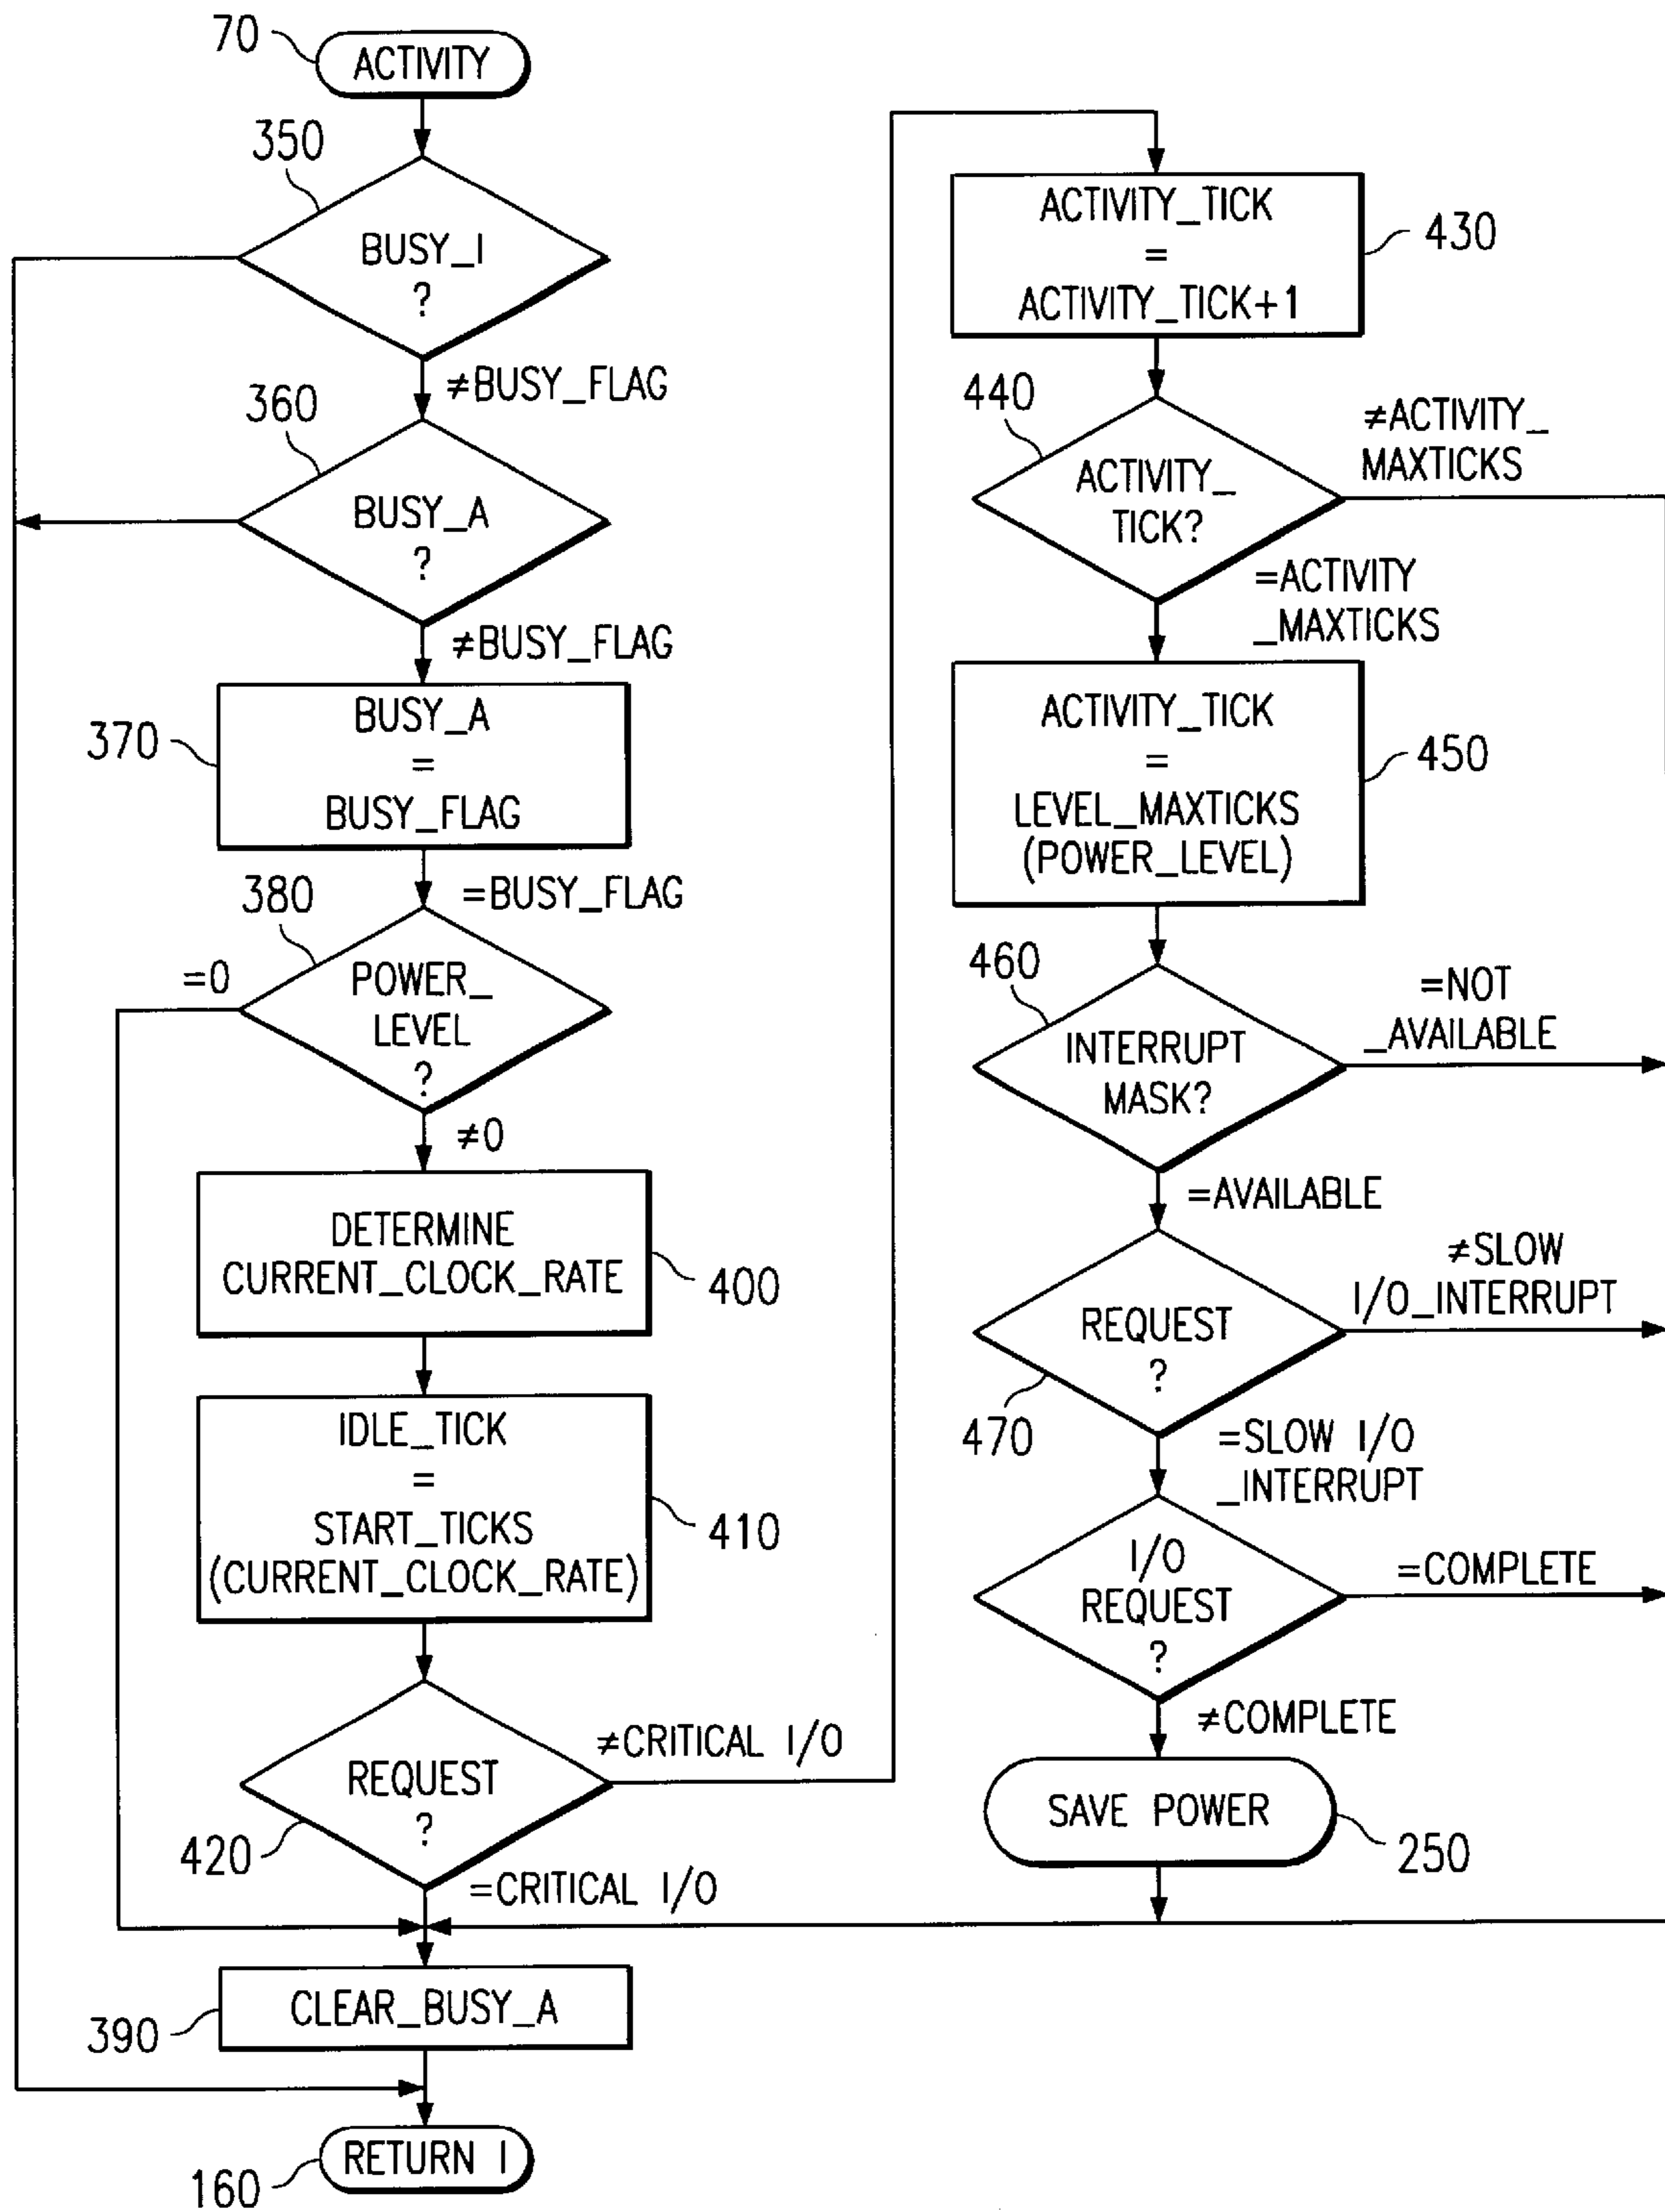 70
ACTIVITY
350
BUSY_I
?
≠BUSY_FLAG
360
BUSY_A
?
≠BUSY_FLAG
370
BUSY_A
=
BUSY_FLAG
=BUSY_FLAG
380
=0
POWER_
LEVEL
?
≠0
DETERMINE
CURRENT_CLOCK_RATE
400
IDLE_TICK
=
START_TICKS
(CURRENT_CLOCK_RATE)
410
REQUEST
?
≠CRITICAL I/O
420
=CRITICAL I/O
CLEAR_BUSY_A
390
RETURN I
160
ACTIVITY_TICK
=
ACTIVITY_TICK+1
430
440
≠ACTIVITY_
MAXTICKS
ACTIVITY_
TICK?
=ACTIVITY
_MAXTICKS
ACTIVITY_TICK
=
LEVEL_MAXTICKS
(POWER_LEVEL)
450
460
=NOT
_AVAILABLE
INTERRUPT
MASK?
=AVAILABLE
≠SLOW
I/O_INTERRUPT
REQUEST
?
470
=SLOW I/O
_INTERRUPT
I/O
REQUEST
?
=COMPLETE
≠COMPLETE
SAVE POWER
250